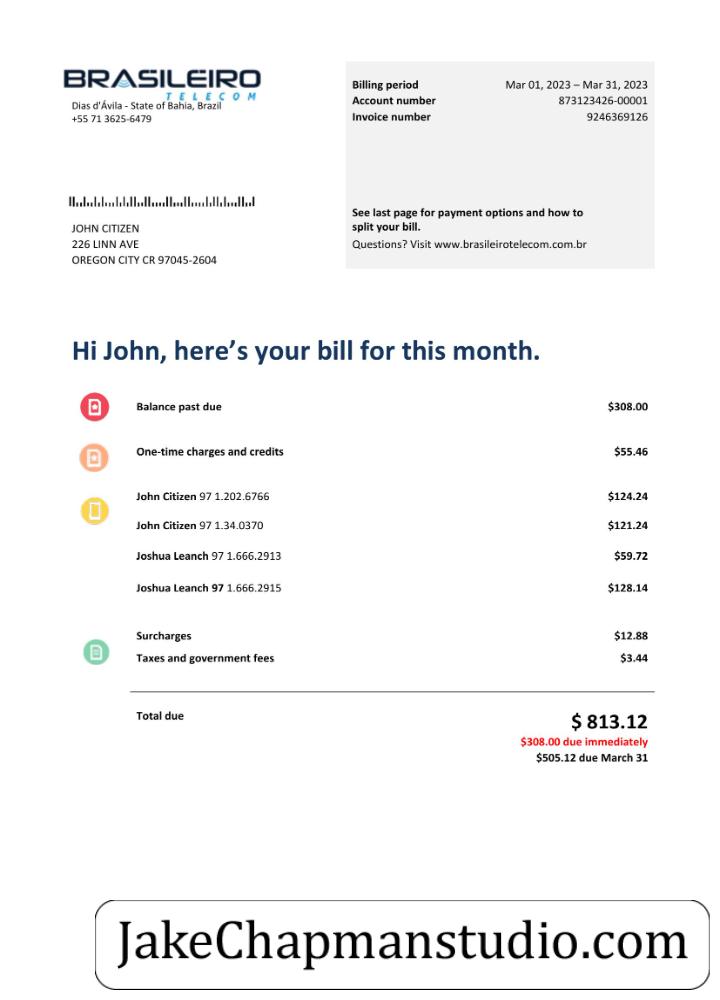 BRASILEIRO
TELECOM
Dias d'Ávila - State of Bahia, Brazil
+55 71 3625-6479
Billing period Mar 01, 2023 – Mar 31, 2023
Account number 873123426-00001
Invoice number 9246369126
JOHN CITIZEN
226 LINN AVE
OREGON CITY CR 97045-2604
See last page for payment options and how to
split your bill.
Questions? Visit www.brasileirotelecom.com.br
Hi John, here’s your bill for this month.
Balance past due $308.00
One-time charges and credits $55.46
John Citizen 97 1.202.6766 $124.24
John Citizen 97 1.34.0370 $121.24
Joshua Leanch 97 1.666.2913 $59.72
Joshua Leanch 97 1.666.2915 $128.14
Surcharges $12.88
Taxes and government fees $3.44
Total due $ 813.12
$308.00 due immediately
$505.12 due March 31
JakeChapmanstudio.com